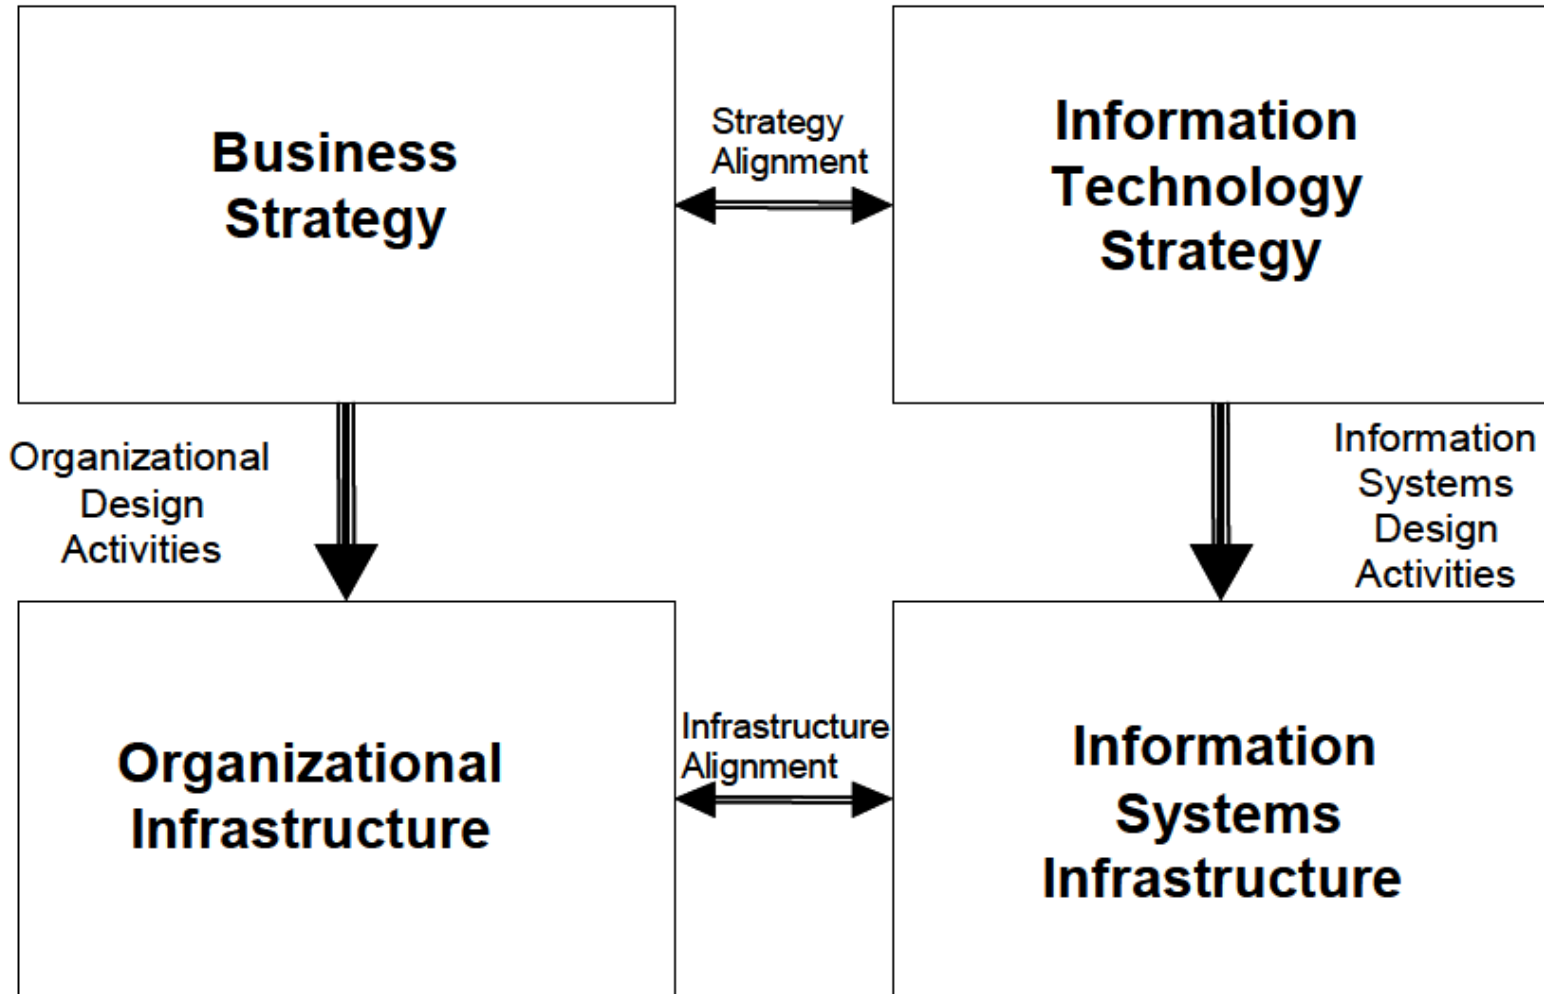 Business
Strategy
Strategy
Alignment
Information
Technology
Strategy
Organizational
Design
Activities
Information
Systems
Design
Activities
Organizational
Infrastructure
Infrastructure
Alignment
Information
Systems
Infrastructure